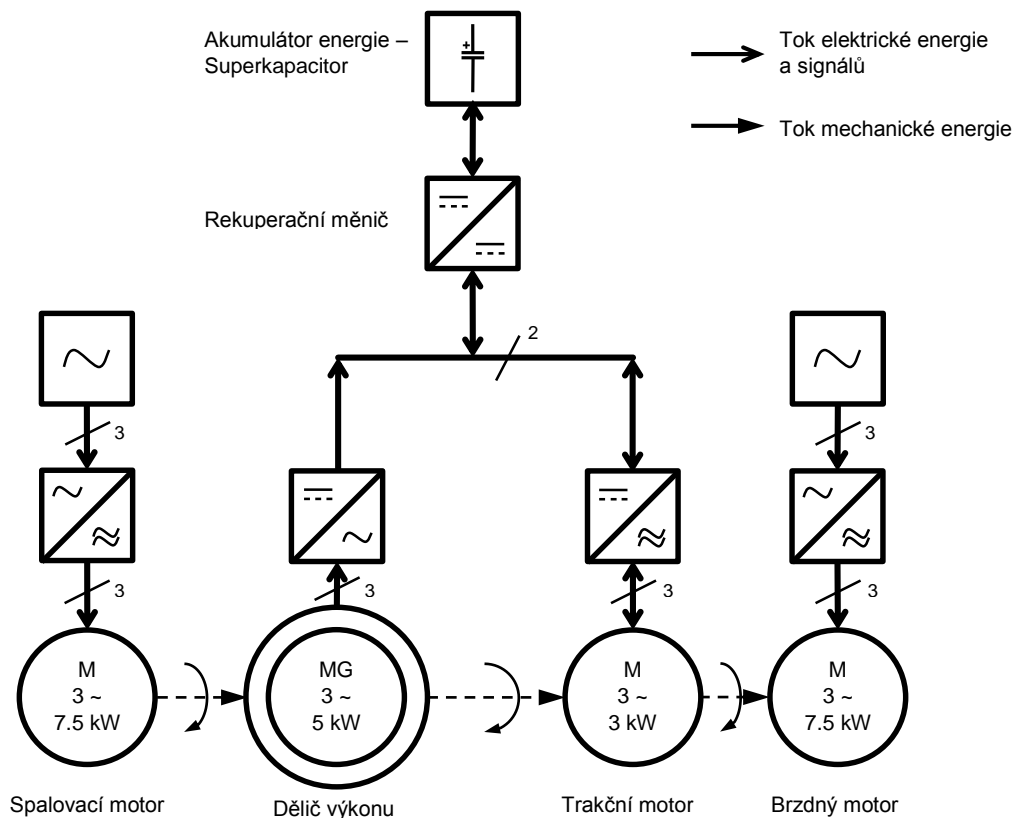 Akumulátor energie –
Superkapacitor
+
Tok elektrické energie
a signálů
Tok mechanické energie
Rekuperační měnič
2
3
3
3
3
3
3
M
3 ~
7.5 kW
MG
3 ~
5 kW
M
3 ~
3 kW
M
3 ~
7.5 kW
Spalovací motor
Dělič výkonu
Trakční motor
Brzdný motor